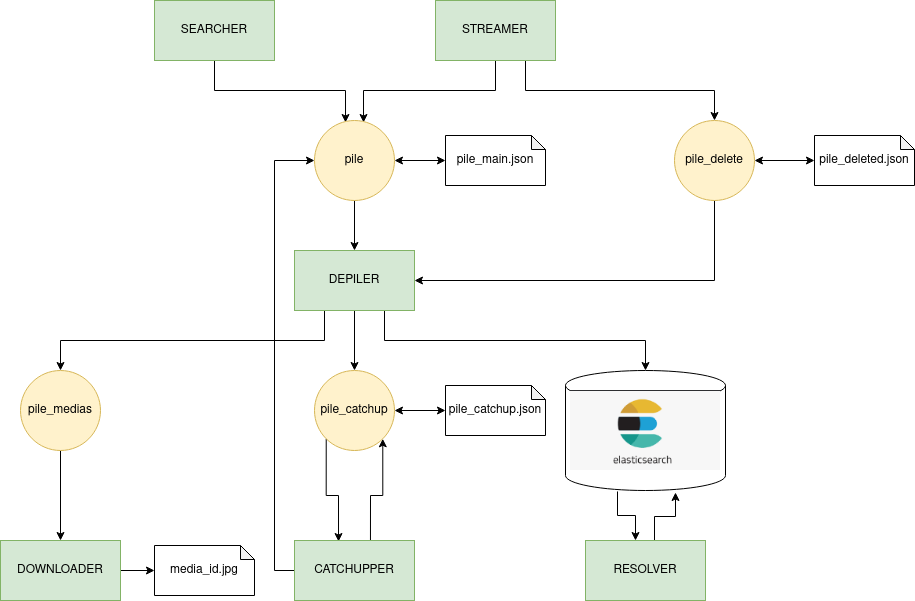 SEARCHER
STREAMER
pile
pile_main.json
pile_delete
pile_deleted.json
DEPILER
pile_medias
pile_catchup
pile_catchup.json
elasticsearch
DOWNLOADER
media_id.jpg
CATCHUPPER
RESOLVER